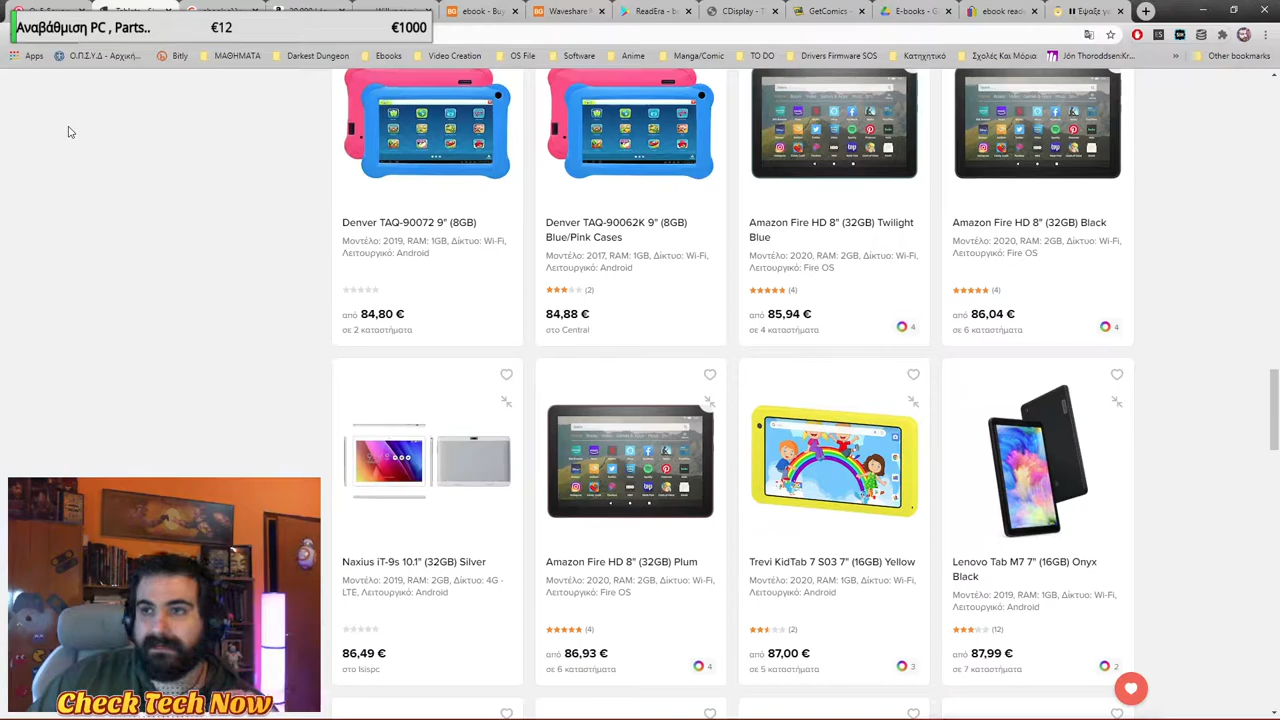 Αναβάθμιση PC , Parts.. €12 €1000
ebook - Buy
Waveshare
ReadEra - b
CDisplay - T
GetComics -
E-Books - G
ebook reade
Έψαξε γι
Apps Ο.Π.ΣΥ.Δ - Αρχική... Bitly ΜΑΘΗΜΑΤΑ Darkest Dungeon Ebooks Video Creation OS File Software Anime Manga/Comic TO DO Drivers Firmware SOS Κατηχητικό Σχολές Και Μόρια: Jón Thoroddsen:Kr... » Other bookmarks
Denver TAQ-90072 9" (8GB)
Μοντέλο: 2019, RAM: 1GB, Δίκτυο: Wi-Fi,
Λειτουργικό: Android
από 84,80 €
σε 2 καταστήματα
Denver TAQ-90062K 9" (8GB)
Blue/Pink Cases
Μοντέλο: 2017, RAM: 1GB, Δίκτυο: Wi-Fi,
Λειτουργικό: Android
(2)
84,88 €
στο Central
Amazon Fire HD 8" (32GB) Twilight
Blue
Μοντέλο: 2020, RAM: 2GB, Δίκτυο: Wi-Fi,
Λειτουργικό: Fire OS
(4)
από 85,94 €
σε 4 καταστήματα 4
Amazon Fire HD 8" (32GB) Black
Μοντέλο: 2020, RAM: 2GB, Δίκτυο: Wi-Fi,
Λειτουργικό: Fire OS
(4)
από 86,04 €
σε 6 καταστήματα 4
Naxius iT-9s 10.1" (32GB) Silver
Μοντέλο: 2019, RAM: 2GB, Δίκτυο: 4G -
LTE, Λειτουργικό: Android
86,49 €
στο Isispc
Amazon Fire HD 8" (32GB) Plum
Μοντέλο: 2020, RAM: 2GB, Δίκτυο: Wi-Fi,
Λειτουργικό: Fire OS
(4)
από 86,93 €
σε 6 καταστήματα 4
Trevi KidTab 7 S03 7" (16GB) Yellow
Μοντέλο: 2020, RAM: 1GB, Δίκτυο: Wi-Fi,
Λειτουργικό: Android
(2)
από 87,00 €
σε 5 καταστήματα 3
Lenovo Tab M7 7" (16GB) Onyx
Black
Μοντέλο: 2019, RAM: 1GB, Δίκτυο: Wi-Fi,
Λειτουργικό: Android
(12)
από 87,99 €
σε 7 καταστήματα 2
Check Tech Now